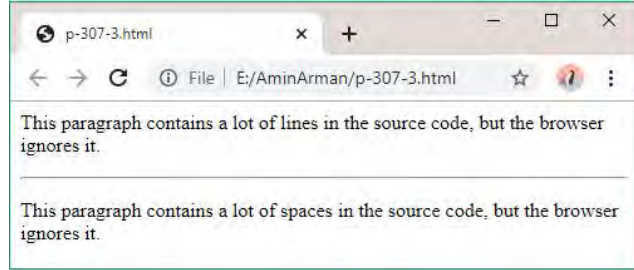 p-307-3.html
File | E:/AminArman/p-307-3.html
This paragraph contains a lot of lines in the source code, but the browser
ignores it.
This paragraph contains a lot of spaces in the source code, but the browser
ignores it.